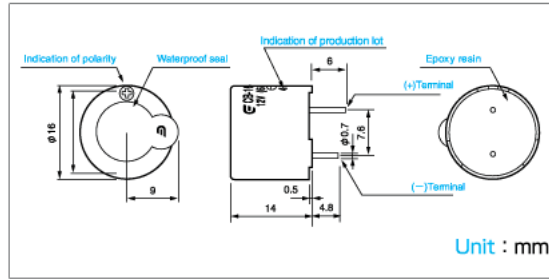 Indication of production lot
Indication of polarity
Waterproof seal
6
Epoxy resin
(+)Terminal
12V
φ16
φ0.7
7.6
9
0.5
(−)Terminal
14
4.8
Unit : mm